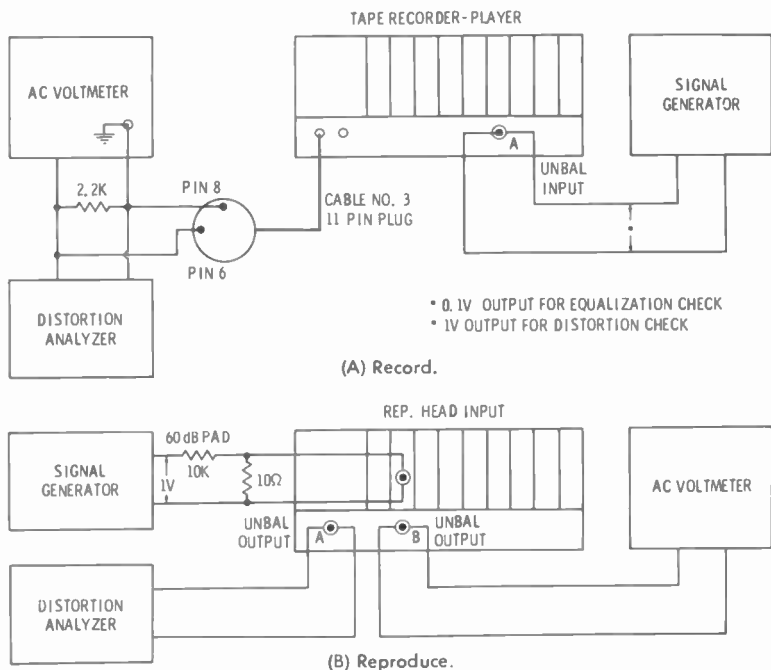 TAPE RECORDER-PLAYER
AC VOLTMETER
SIGNAL
GENERATOR
A
UNBAL
INPUT
2.2K
PIN 8
CABLE NO. 3
11 PIN PLUG
PIN 6
DISTORTION
ANALYZER
• 0.1V OUTPUT FOR EQUALIZATION CHECK
• 1V OUTPUT FOR DISTORTION CHECK
(A) Record.
REP. HEAD INPUT
60 dB PAD
10K
SIGNAL
GENERATOR
1V
10Ω
AC VOLTMETER
UNBAL
OUTPUT
A
B
UNBAL
OUTPUT
DISTORTION
ANALYZER
(B) Reproduce.